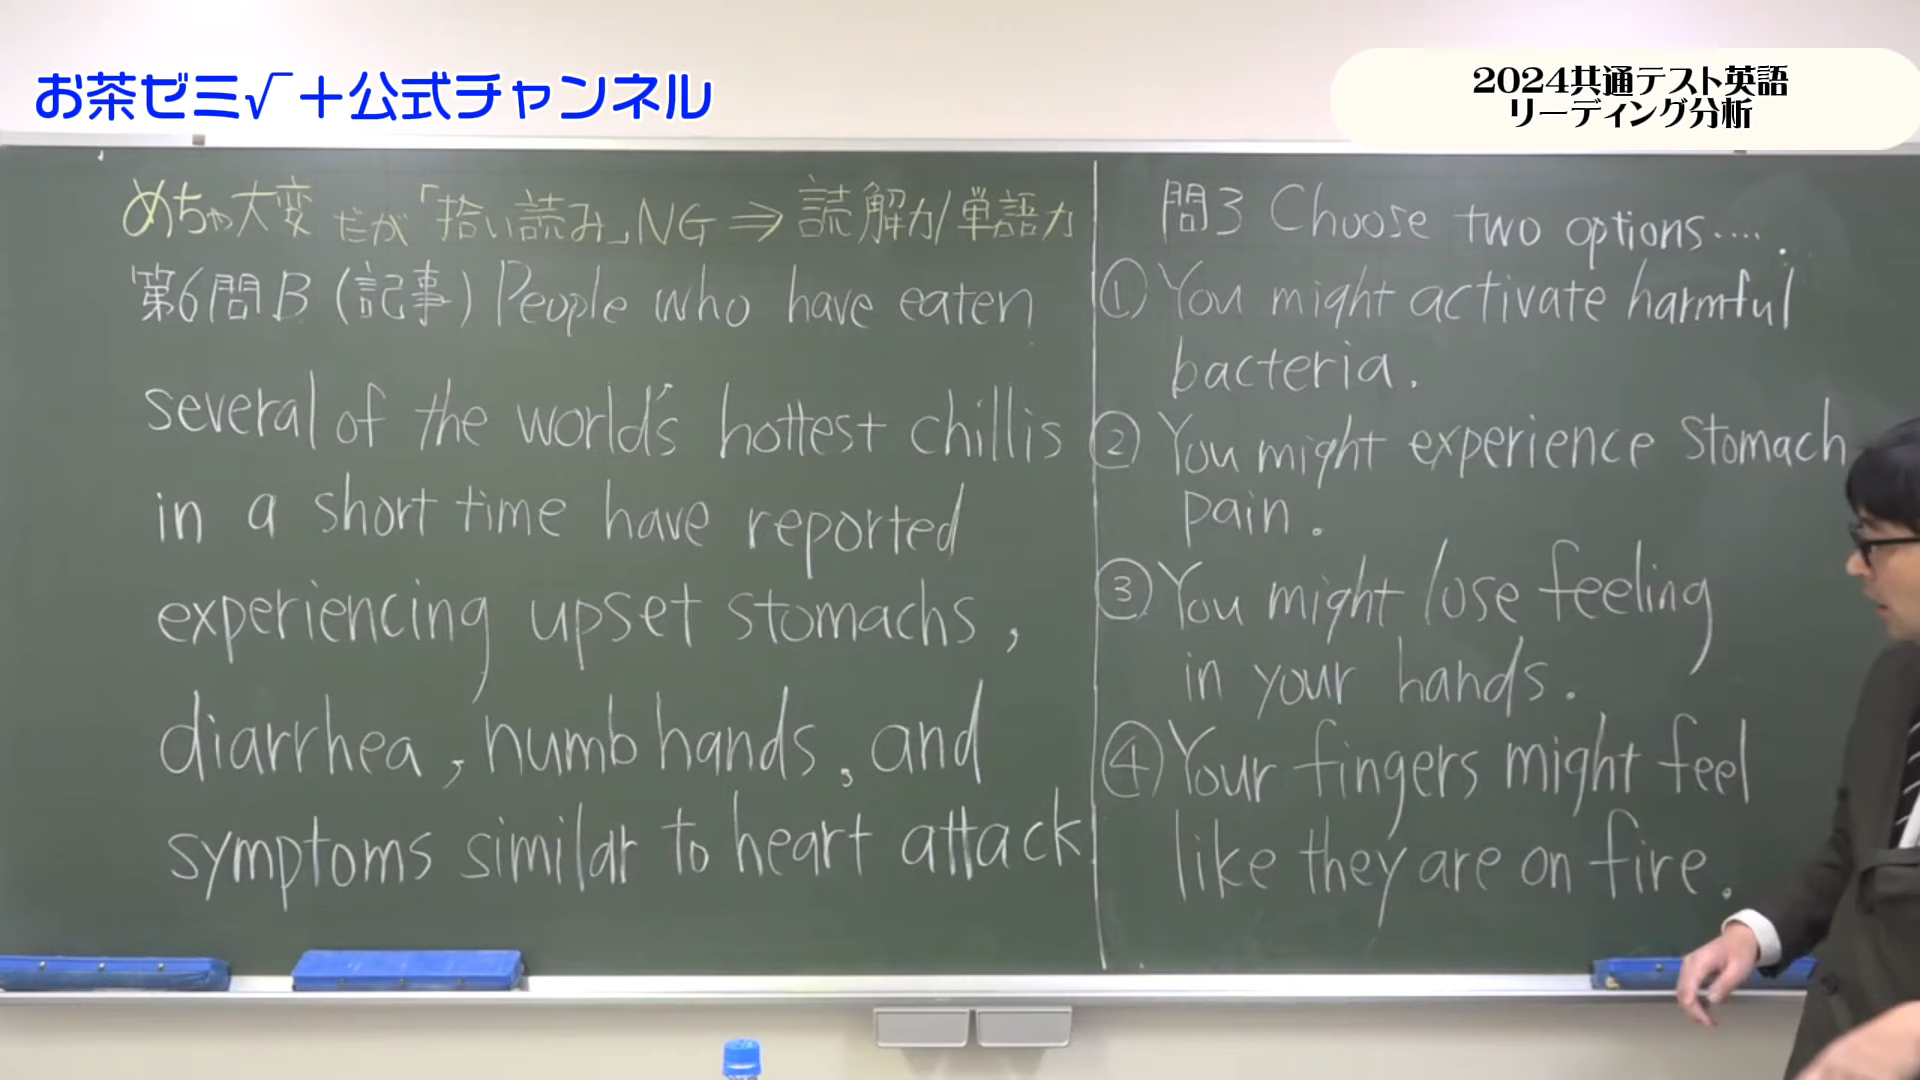 お茶ゼミ√+公式チャンネル
2024共通テスト英語
リーディング分析
めちゃ大変 だが「拾い読み」NG⇒読解力/単語力
第6問B(記事) People who have eaten
several of the world's hottest chillis
in a short time have reported
experiencing upset stomachs,
diarrhea, numb hands, and
symptoms similar to heart attack.
問3 Choose two options.....
① You might activate harmful
bacteria.
② You might experience stomach
pain.
③ You might lose feeling
in your hands.
④ Your fingers might feel
like they are on fire.